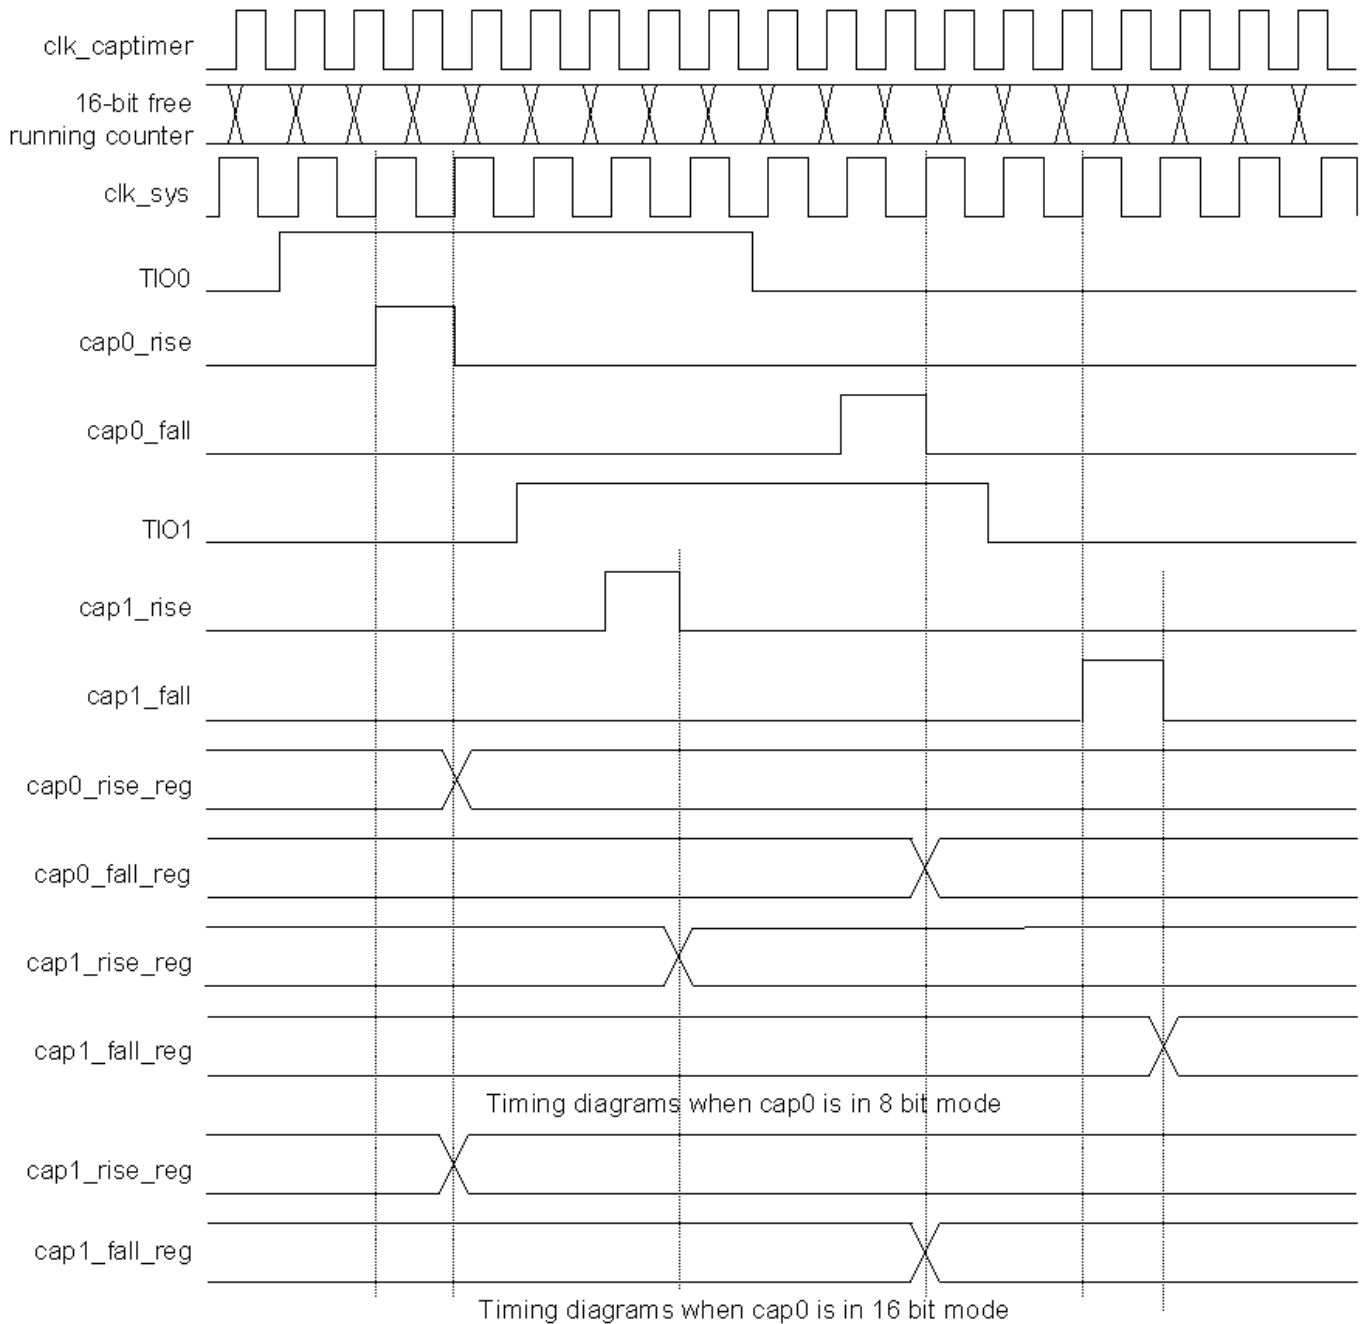 clk_captimer
16-bit free
running counter
clk_sys
TIO0
cap0_rise
cap0_fall
TIO1
cap1_rise
cap1_fall
cap0_rise_reg
cap0_fall_reg
cap1_rise_reg
cap1_fall_reg
Timing diagrams when cap0 is in 8 bit mode
cap1_rise_reg
cap1_fall_reg
Timing diagrams when cap0 is in 16 bit mode